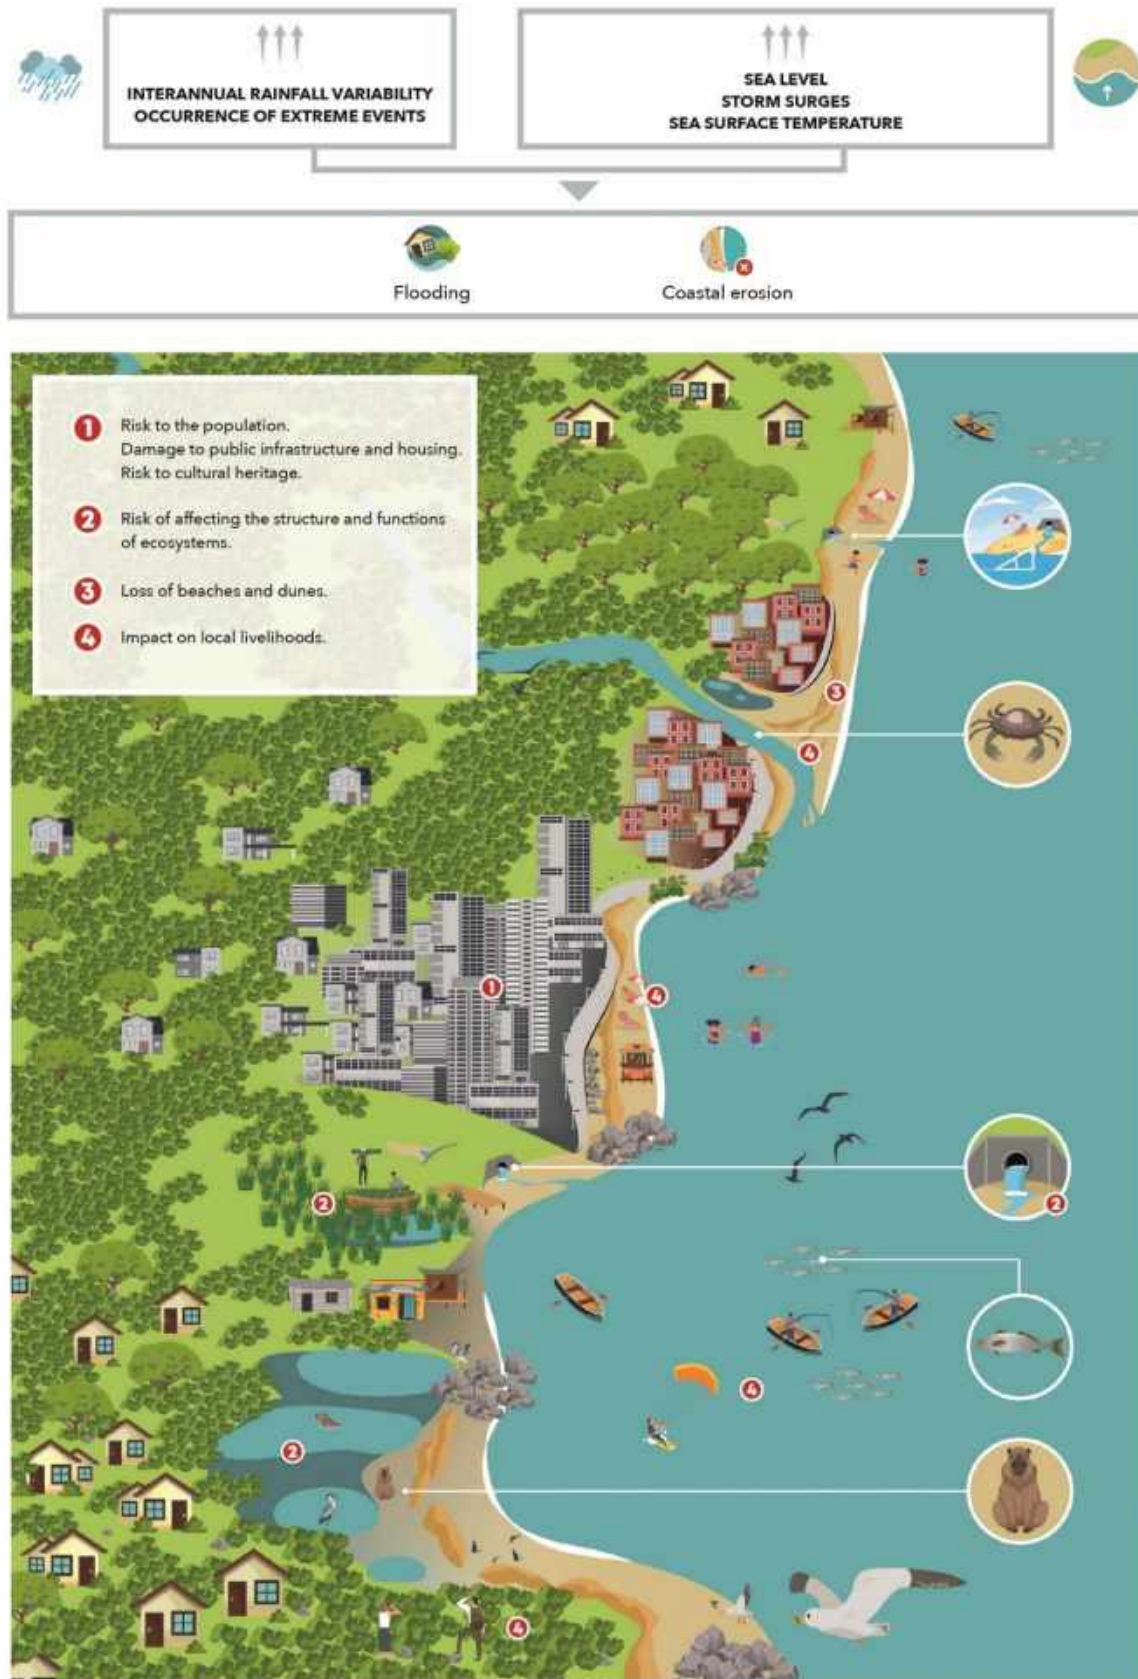 INTERANNUAL RAINFALL VARIABILITY
OCCURRENCE OF EXTREME EVENTS
SEA LEVEL
STORM SURGES
SEA SURFACE TEMPERATURE
Flooding
Coastal erosion
1 Risk to the population.
Damage to public infrastructure and housing.
Risk to cultural heritage.
2 Risk of affecting the structure and functions
of ecosystems.
3 Loss of beaches and dunes.
4 Impact on local livelihoods.
3
4
1
4
2
2
4
2
4